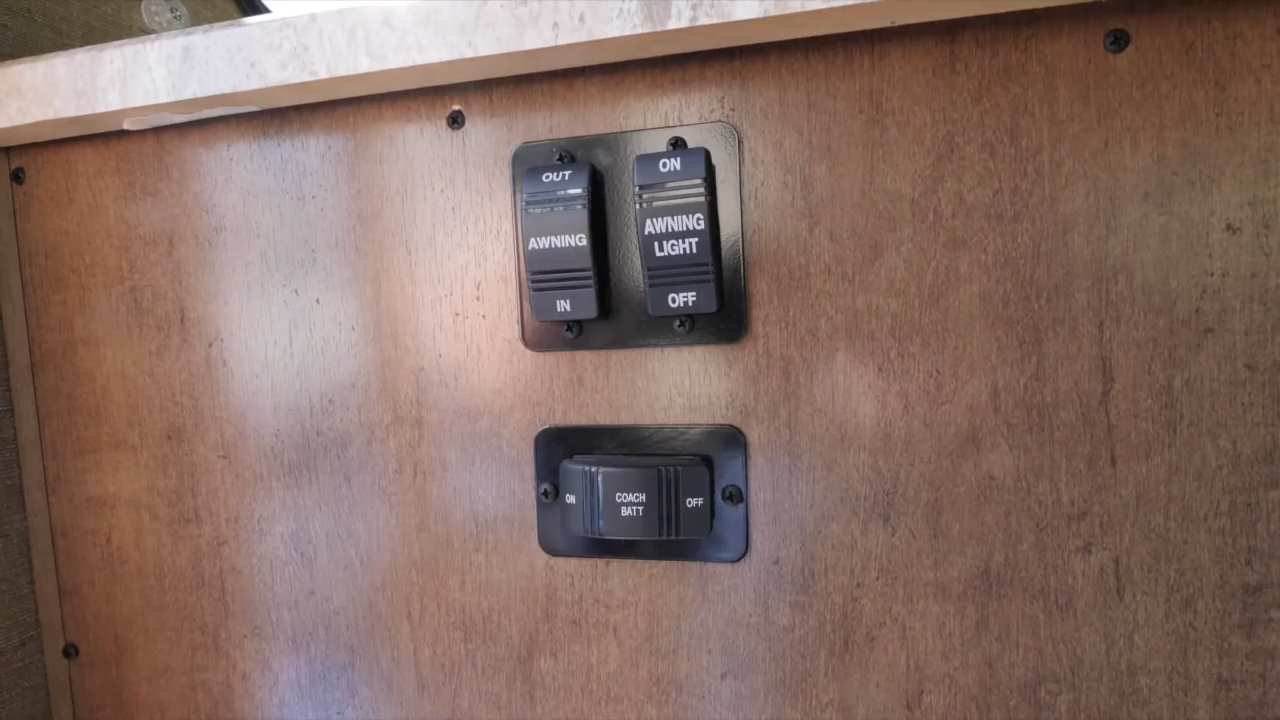 OUT
AWNING
IN
ON
AWNING
LIGHT
OFF
ON
COACH
BATT
OFF